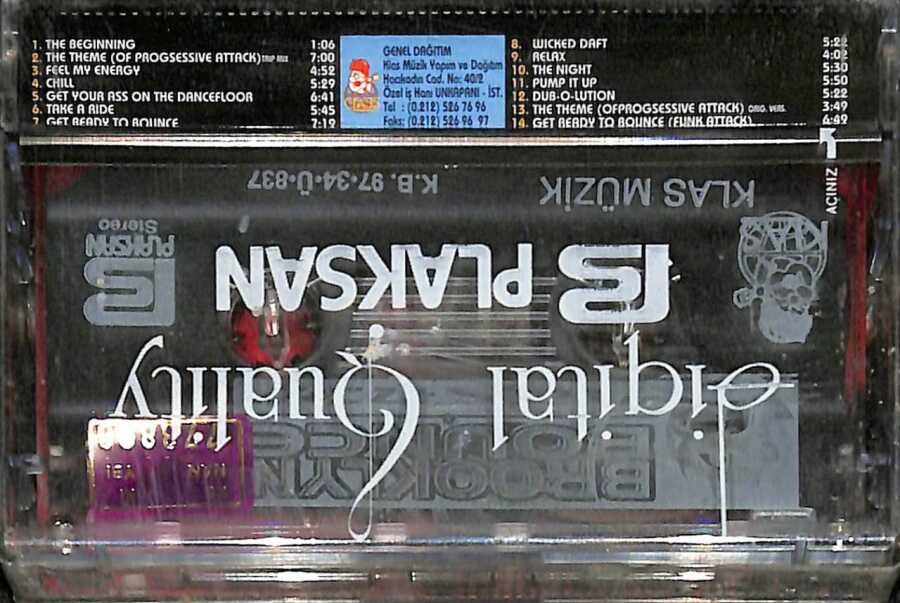 1. THE BEGINNING 1:06
2. THE THEME (OF PROGSESSIVE ATTACK) TRIP MIX 7:00
3. FEEL MY ENERGY 4:52
4. CHILL 5:29
5. GET YOUR ASS ON THE DANCEFLOOR 6:41
6. TAKE A RIDE 5:45
7. GET READY TO BOUNCE 7:19
GENEL DAĞITIM
Klas Müzik Yapım ve Dağıtım
Hacıkadın Cad. No: 40/2
Özel iş Hanı UNKAPANI - İST.
Tel : (0.212) 526 76 96
Faks: (0.212) 526 96 97
8. WICKED DAFT 5:22
9. RELAX 4:02
10. THE NIGHT 5:30
11. PUMP IT UP 5:50
12. DUB-O-LUTION 5:22
13. THE THEME (OFPROGSESSIVE ATTACK) ORIG. VERS. 3:49
14. GET READY TO BOUNCE (FUNK ATTACK) 6:49
AÇINIZ
KLAS MÜZİK K.B. 97-34-Ü-837
KLAS
PLAKSAN
PLAKSAN
Stereo
Digital Quality
BROOKLYN
BOUNCE